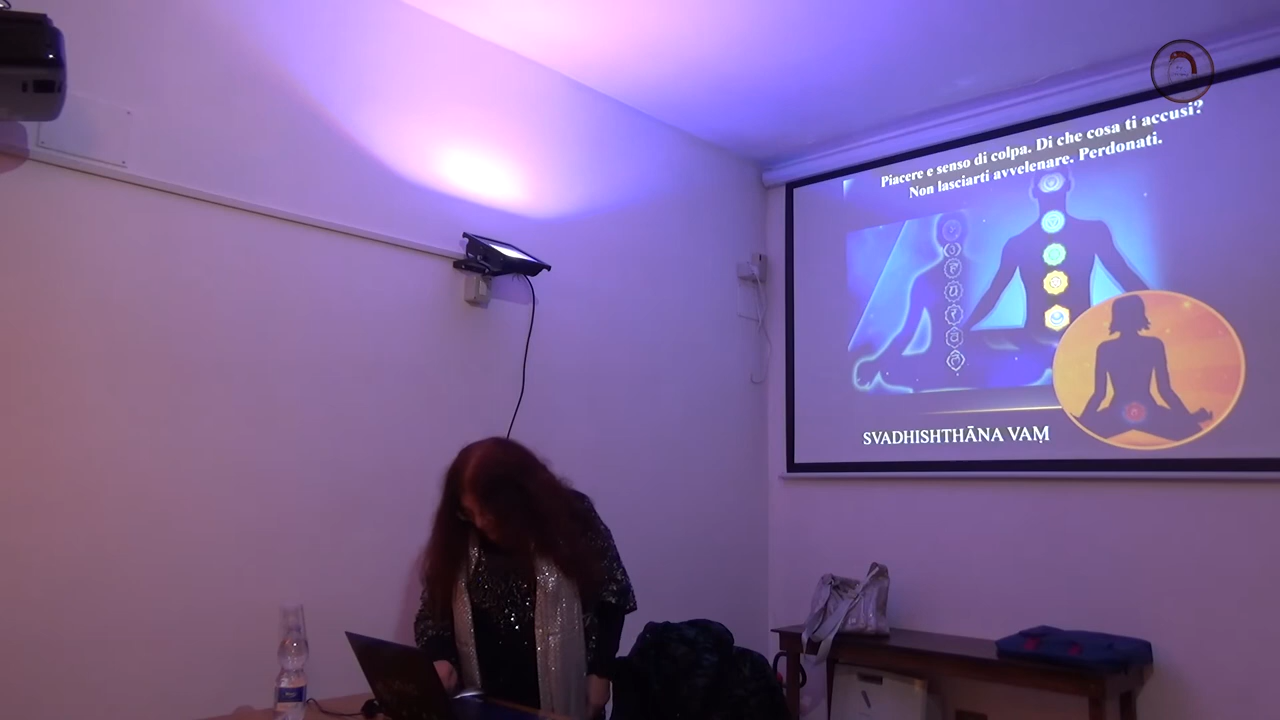 Piacere e senso di colpa. Di che cosa ti accusi?
Non lasciarti avvelenare. Perdonati.
SVADHISHTHĀNA VAṂ